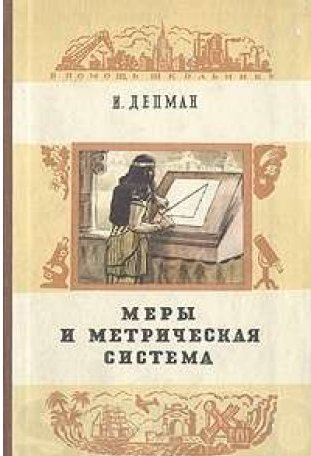 В ПОМОЩЬ ШКОЛЬНИКУ
И. ДЕПМАН
МЕРЫ
И МЕТРИЧЕСКАЯ
СИСТЕМА